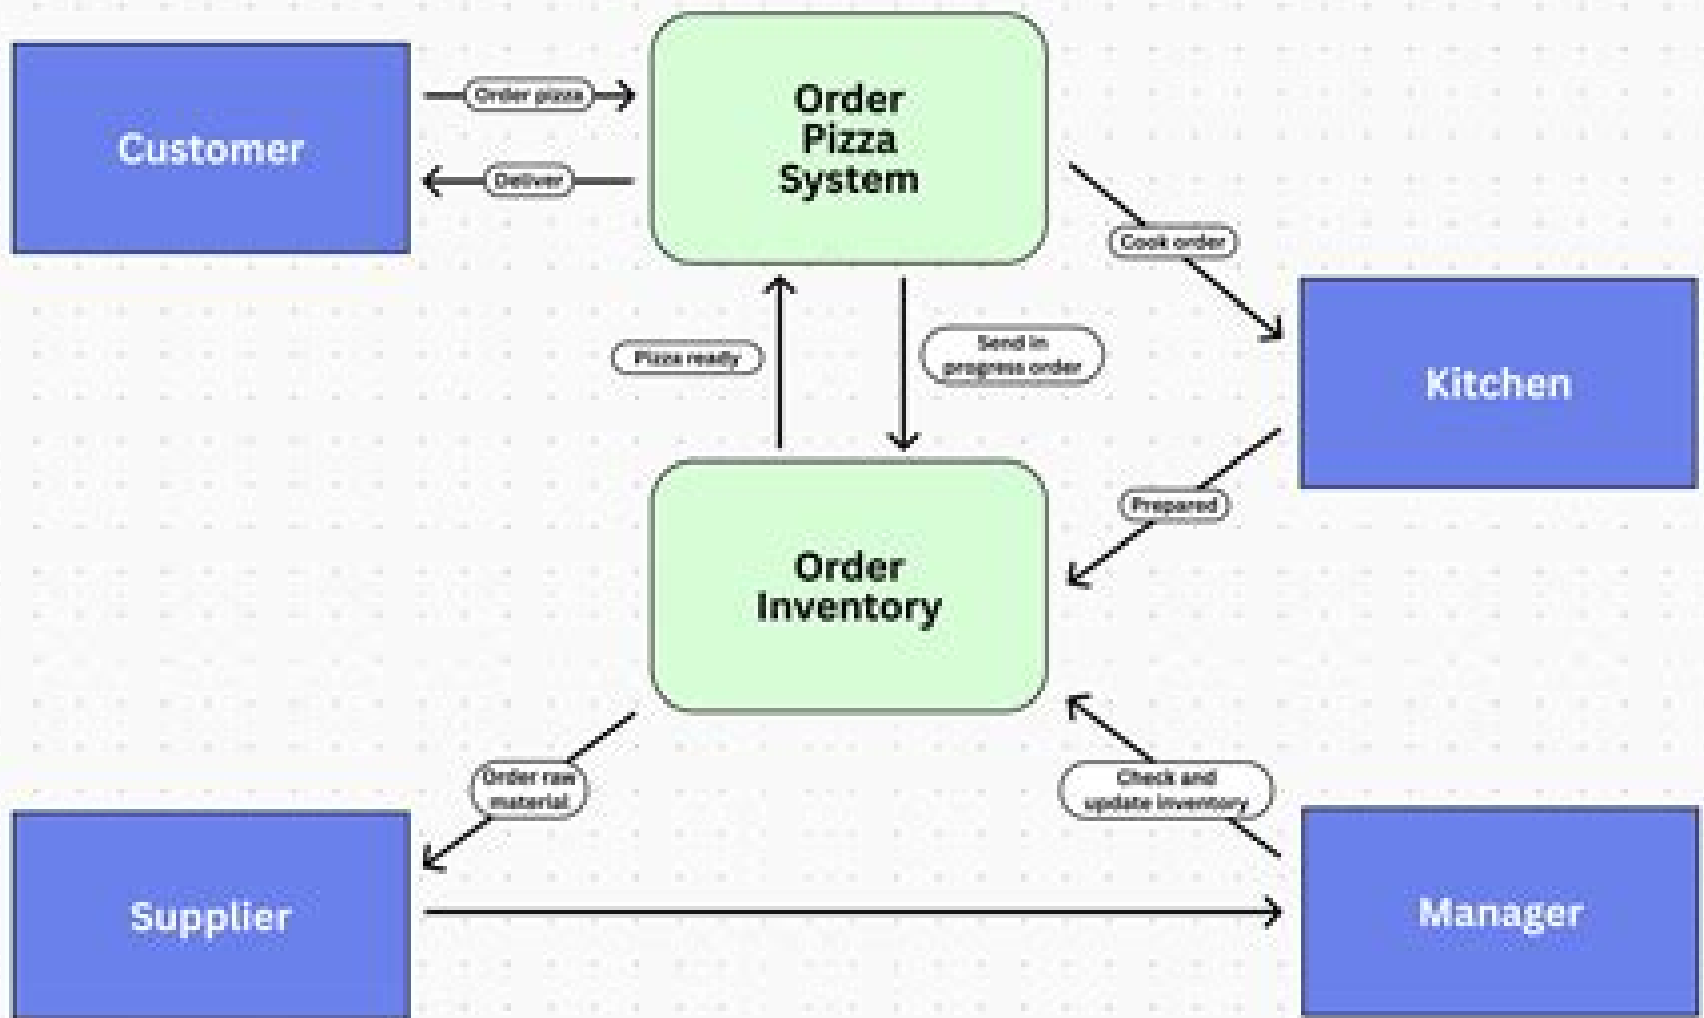 Customer
Order pizza
Deliver
Order
Pizza
System
Cook order
Pizza ready
Send in
progress order
Kitchen
Prepared
Order
Inventory
Order raw
material
Check and
update inventory
Supplier
Manager